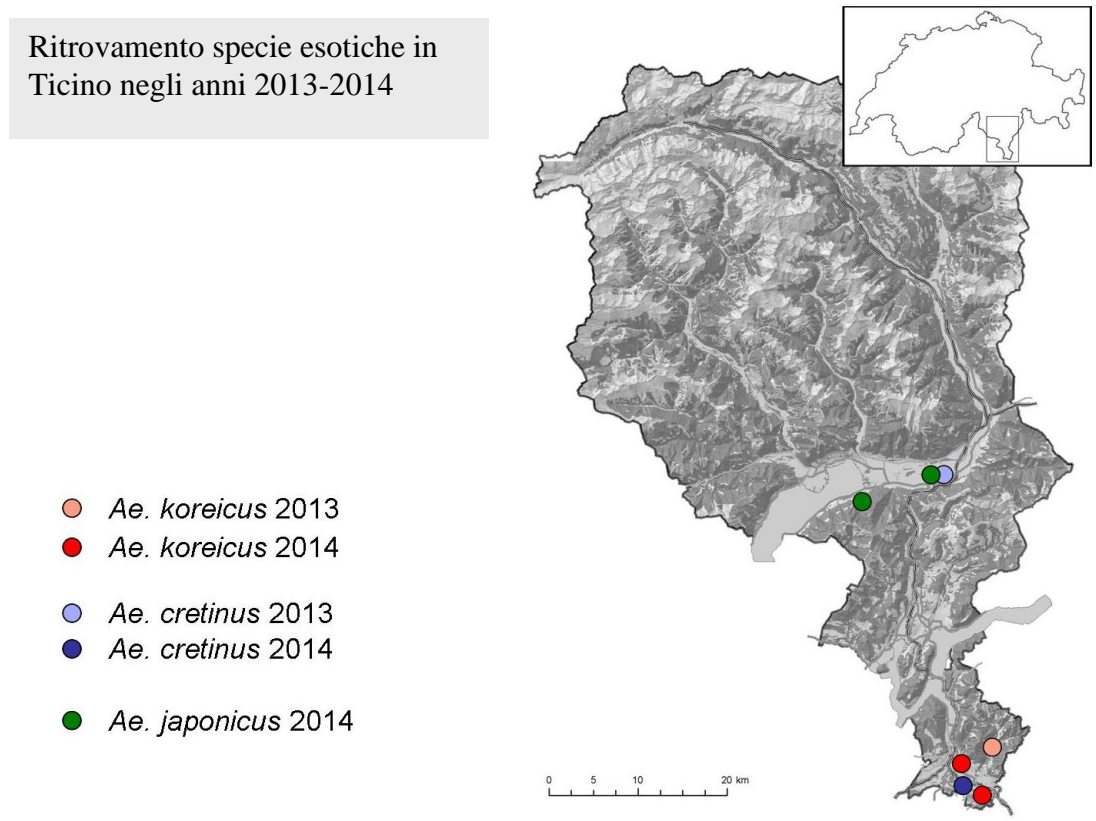 Ritrovamento specie esotiche in
Ticino negli anni 2013-2014
Ae. koreicus 2013
Ae. koreicus 2014
Ae. cretinus 2013
Ae. cretinus 2014
Ae. japonicus 2014
0 5 10 20 km